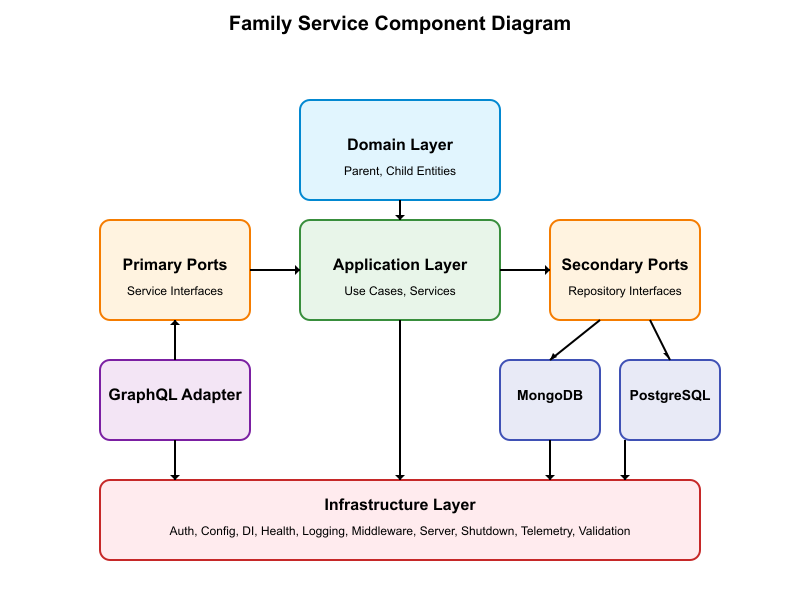 Family Service Component Diagram
Domain Layer
Parent, Child Entities
Primary Ports
Service Interfaces
Application Layer
Use Cases, Services
Secondary Ports
Repository Interfaces
GraphQL Adapter
MongoDB
PostgreSQL
Infrastructure Layer
Auth, Config, DI, Health, Logging, Middleware, Server, Shutdown, Telemetry, Validation